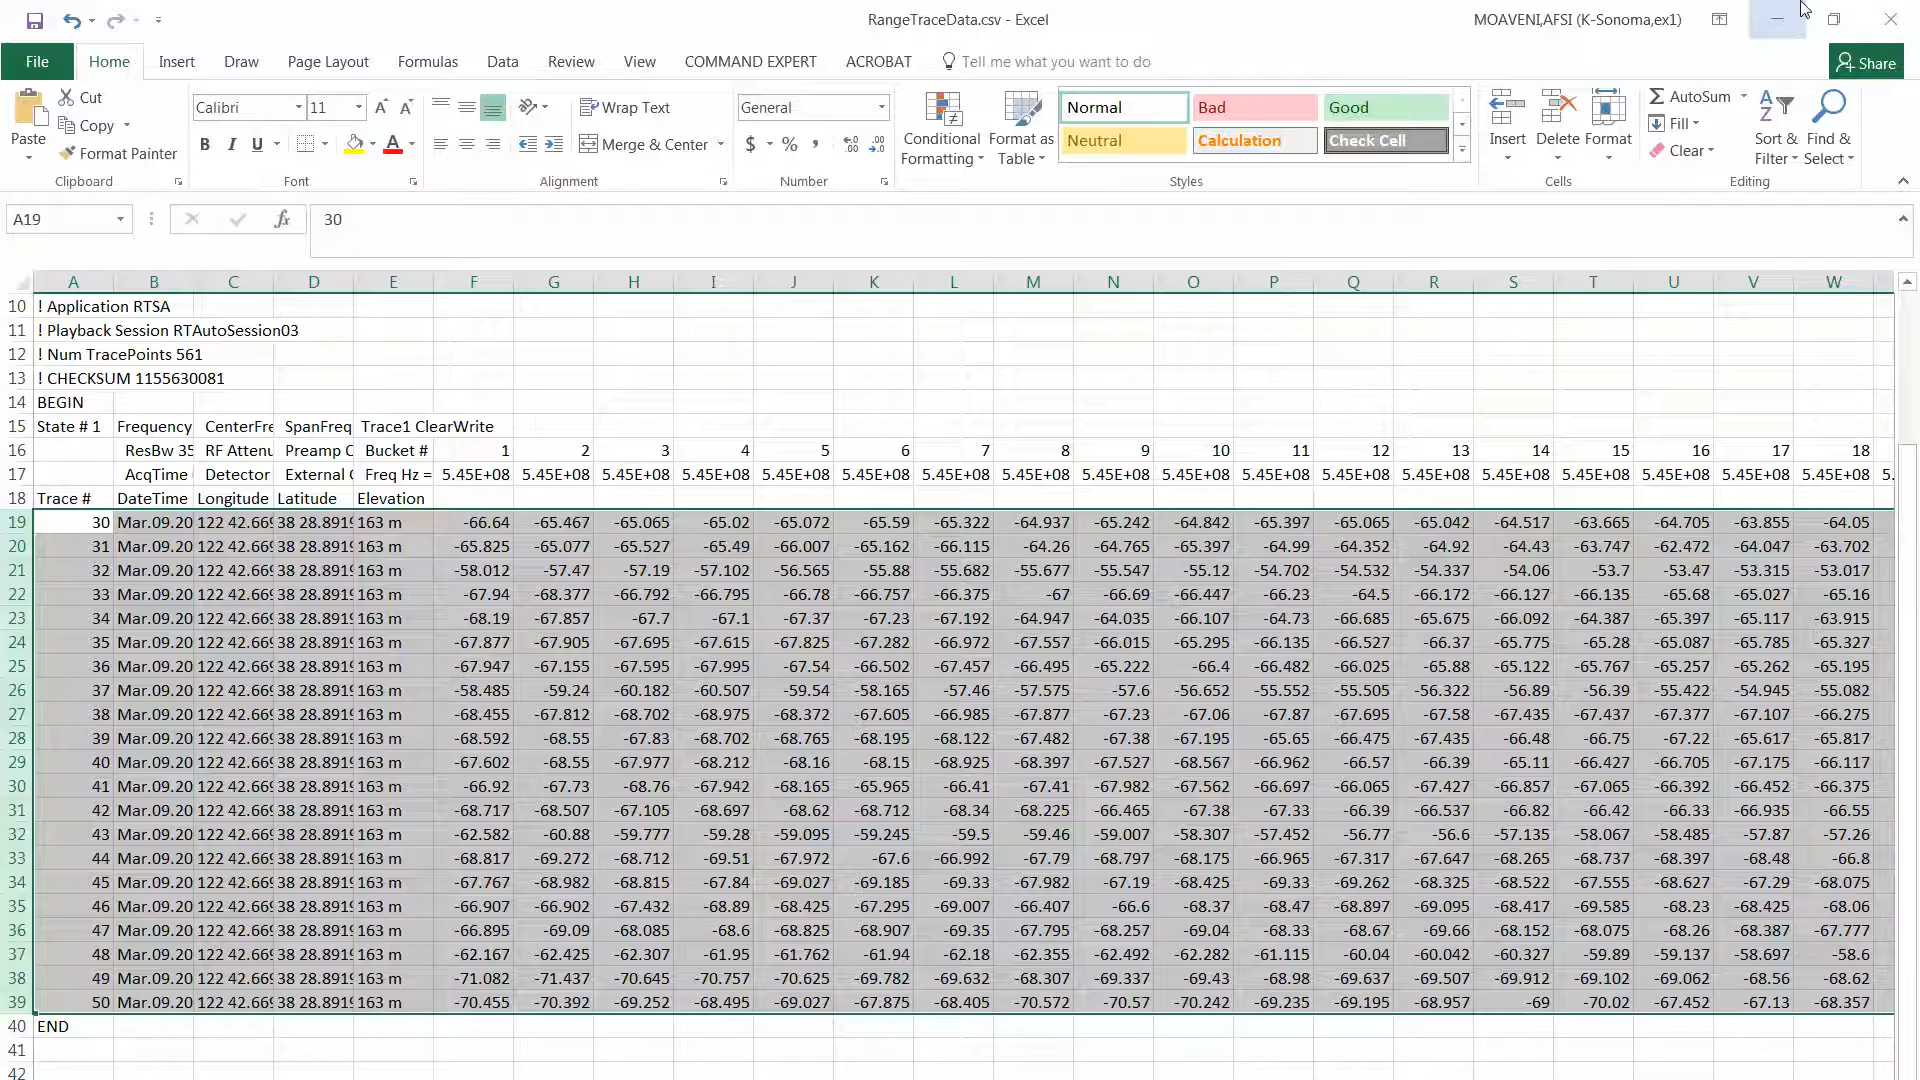 RangeTraceData.csv - Excel
MOAVENI,AFSI (K-Sonoma,ex1)
File Home Insert Draw Page Layout Formulas Data Review View COMMAND EXPERT ACROBAT Tell me what you want to do Share
Paste Cut Copy Format Painter Clipboard
Calibri 11 B I U A Font
Wrap Text Merge & Center Alignment
General $ % , Number
Conditional Formatting Format as Table Normal Bad Good Neutral Calculation Check Cell Styles
Insert Delete Format Cells
AutoSum Fill Clear Sort & Filter Find & Select Editing
A19 fx 30
A B C D E F G H I J K L M N O P Q R S T U V W
10 ! Application RTSA
11 ! Playback Session RTAutoSession03
12 ! Num TracePoints 561
13 ! CHECKSUM 1155630081
14 BEGIN
15 State # 1 Frequency CenterFre SpanFreq Trace1 ClearWrite
16 ResBw 35 RF Attenu Preamp C Bucket # 1 2 3 4 5 6 7 8 9 10 11 12 13 14 15 16 17 18
17 AcqTime Detector External C Freq Hz = 5.45E+08 5.45E+08 5.45E+08 5.45E+08 5.45E+08 5.45E+08 5.45E+08 5.45E+08 5.45E+08 5.45E+08 5.45E+08 5.45E+08 5.45E+08 5.45E+08 5.45E+08 5.45E+08 5.45E+08 5.45E+08 5.
18 Trace # DateTime Longitude Latitude Elevation
19 30 Mar.09.20 122 42.669 38 28.8919 163 m -66.64 -65.467 -65.065 -65.02 -65.072 -65.59 -65.322 -64.937 -65.242 -64.842 -65.397 -65.065 -65.042 -64.517 -63.665 -64.705 -63.855 -64.05
20 31 Mar.09.20 122 42.669 38 28.8919 163 m -65.825 -65.077 -65.527 -65.49 -66.007 -65.162 -66.115 -64.26 -64.765 -65.397 -64.99 -64.352 -64.92 -64.43 -63.747 -62.472 -64.047 -63.702
21 32 Mar.09.20 122 42.669 38 28.8919 163 m -58.012 -57.47 -57.19 -57.102 -56.565 -55.88 -55.682 -55.677 -55.547 -55.12 -54.702 -54.532 -54.337 -54.06 -53.7 -53.47 -53.315 -53.017
22 33 Mar.09.20 122 42.669 38 28.8919 163 m -67.94 -68.377 -66.792 -66.795 -66.78 -66.757 -66.375 -67 -66.69 -66.447 -66.23 -64.5 -66.172 -66.127 -66.135 -65.68 -65.027 -65.16
23 34 Mar.09.20 122 42.669 38 28.8919 163 m -68.19 -67.857 -67.7 -67.1 -67.37 -67.23 -67.192 -64.947 -64.035 -66.107 -64.73 -66.685 -65.675 -66.092 -64.387 -65.397 -65.117 -63.915
24 35 Mar.09.20 122 42.669 38 28.8919 163 m -67.877 -67.905 -67.695 -67.615 -67.825 -67.282 -66.972 -67.557 -66.015 -65.295 -66.135 -66.527 -66.37 -65.775 -65.28 -65.087 -65.785 -65.327
25 36 Mar.09.20 122 42.669 38 28.8919 163 m -67.947 -67.155 -67.595 -67.995 -67.54 -66.502 -67.457 -66.495 -65.222 -66.4 -66.482 -66.025 -65.88 -65.122 -65.767 -65.257 -65.262 -65.195
26 37 Mar.09.20 122 42.669 38 28.8919 163 m -58.485 -59.24 -60.182 -60.507 -59.54 -58.165 -57.46 -57.575 -57.6 -56.652 -55.552 -55.505 -56.322 -56.89 -56.39 -55.422 -54.945 -55.082
27 38 Mar.09.20 122 42.669 38 28.8919 163 m -68.455 -67.812 -68.702 -68.975 -68.372 -67.605 -66.985 -67.877 -67.23 -67.06 -67.87 -67.695 -67.58 -67.435 -67.437 -67.377 -67.107 -66.275
28 39 Mar.09.20 122 42.669 38 28.8919 163 m -68.592 -68.55 -67.83 -68.702 -68.765 -68.195 -68.122 -67.482 -67.38 -67.195 -65.65 -66.475 -67.435 -66.48 -66.75 -67.22 -65.617 -65.817
29 40 Mar.09.20 122 42.669 38 28.8919 163 m -67.602 -68.55 -67.977 -68.212 -68.16 -68.15 -68.925 -68.397 -67.527 -68.567 -66.962 -66.57 -66.39 -65.11 -66.427 -66.705 -67.175 -66.117
30 41 Mar.09.20 122 42.669 38 28.8919 163 m -66.92 -67.73 -68.76 -67.942 -68.165 -65.965 -66.41 -67.41 -67.982 -67.562 -66.697 -66.065 -67.427 -66.857 -67.065 -66.392 -66.452 -66.375
31 42 Mar.09.20 122 42.669 38 28.8919 163 m -68.717 -68.507 -67.105 -68.697 -68.62 -68.712 -68.34 -68.225 -66.465 -67.38 -67.33 -66.39 -66.537 -66.82 -66.42 -66.33 -66.935 -66.55
32 43 Mar.09.20 122 42.669 38 28.8919 163 m -62.582 -60.88 -59.777 -59.28 -59.095 -59.245 -59.5 -59.46 -59.007 -58.307 -57.452 -56.77 -56.6 -57.135 -58.067 -58.485 -57.87 -57.26
33 44 Mar.09.20 122 42.669 38 28.8919 163 m -68.817 -69.272 -68.712 -69.51 -67.972 -67.6 -66.992 -67.79 -68.797 -68.175 -66.965 -67.317 -67.647 -68.265 -68.737 -68.397 -68.48 -66.8
34 45 Mar.09.20 122 42.669 38 28.8919 163 m -67.767 -68.982 -68.815 -67.84 -69.027 -69.185 -69.33 -67.982 -67.19 -68.425 -69.33 -69.262 -68.325 -68.522 -67.555 -68.627 -67.29 -68.075
35 46 Mar.09.20 122 42.669 38 28.8919 163 m -66.907 -66.902 -67.432 -68.89 -68.425 -67.295 -69.007 -66.407 -66.6 -68.37 -68.47 -68.897 -69.095 -68.417 -69.585 -68.23 -68.425 -68.06
36 47 Mar.09.20 122 42.669 38 28.8919 163 m -66.895 -69.09 -68.085 -68.6 -68.825 -68.907 -69.35 -67.795 -68.257 -69.04 -68.33 -68.67 -69.66 -68.152 -68.075 -68.26 -68.387 -67.777
37 48 Mar.09.20 122 42.669 38 28.8919 163 m -62.167 -62.425 -62.307 -61.95 -61.762 -61.94 -62.18 -62.355 -62.492 -62.282 -61.115 -60.04 -60.042 -60.327 -59.89 -59.137 -58.697 -58.6
38 49 Mar.09.20 122 42.669 38 28.8919 163 m -71.082 -71.437 -70.645 -70.757 -70.625 -69.782 -69.632 -68.307 -69.337 -69.43 -68.98 -69.637 -69.507 -69.912 -69.102 -69.062 -68.56 -68.62
39 50 Mar.09.20 122 42.669 38 28.8919 163 m -70.455 -70.392 -69.252 -68.495 -69.027 -67.875 -68.405 -70.572 -70.57 -70.242 -69.235 -69.195 -68.957 -69 -70.02 -67.452 -67.13 -68.357
40 END
41
42